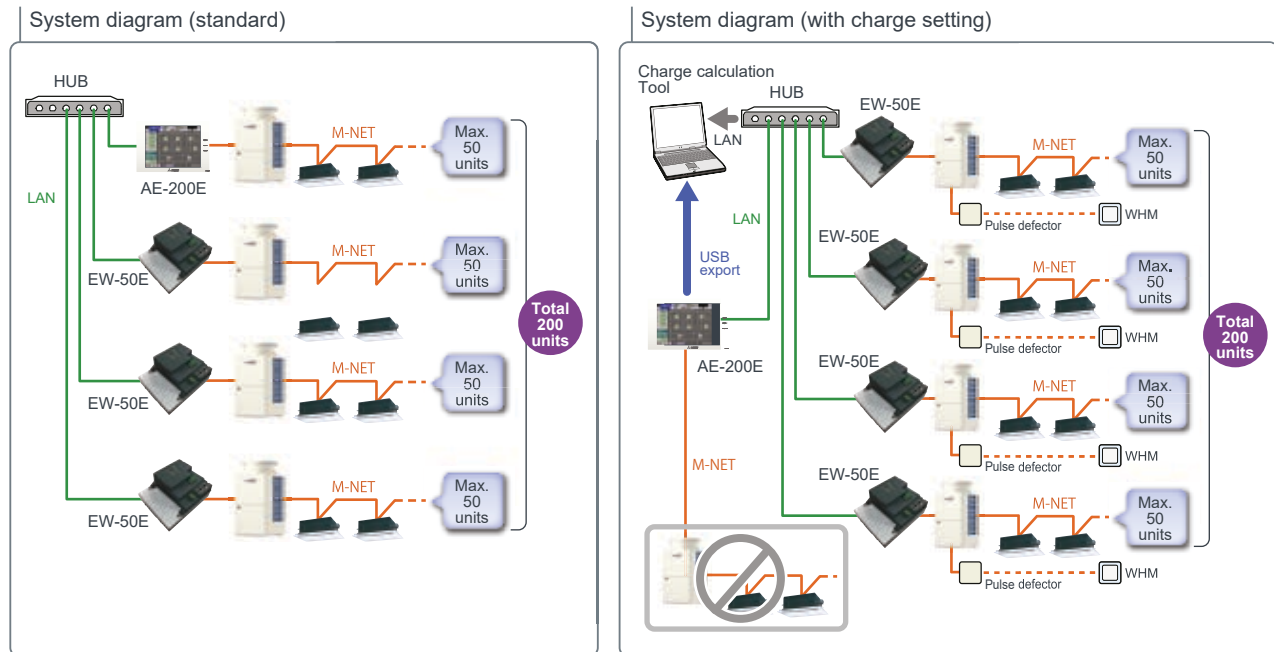 System diagram (standard)
HUB
LAN
AE-200E
M-NET
Max.
50
units
EW-50E
M-NET
Max.
50
units
EW-50E
M-NET
Max.
50
units
EW-50E
M-NET
Max.
50
units
Total
200
units
System diagram (with charge setting)
Charge calculation
Tool
HUB
LAN
EW-50E
M-NET
Max.
50
units
Pulse defector
WHM
LAN
USB
export
AE-200E
M-NET
EW-50E
M-NET
Max.
50
units
Pulse defector
WHM
EW-50E
M-NET
Max.
50
units
Pulse defector
WHM
EW-50E
M-NET
Max.
50
units
Pulse defector
WHM
Total
200
units